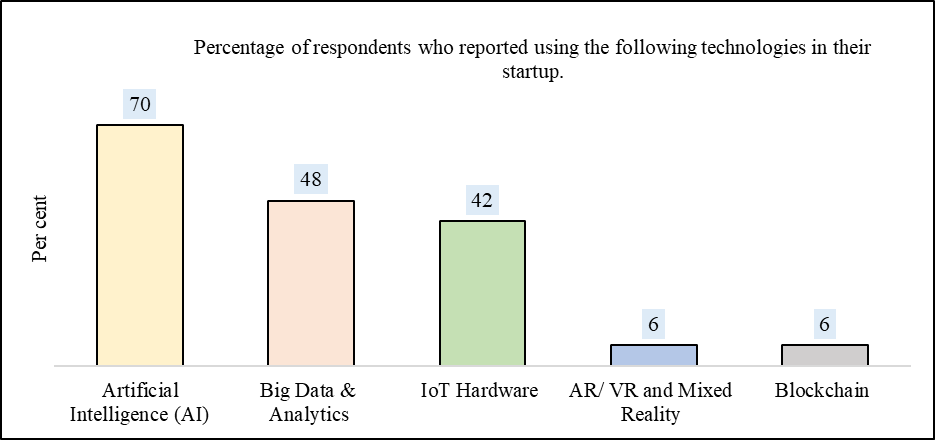 Percentage of respondents who reported using the following technologies in their
startup.
70
48
42
6
6
Per cent
Artificial
Intelligence (AI)
Big Data &
Analytics
IoT Hardware
AR/ VR and Mixed
Reality
Blockchain